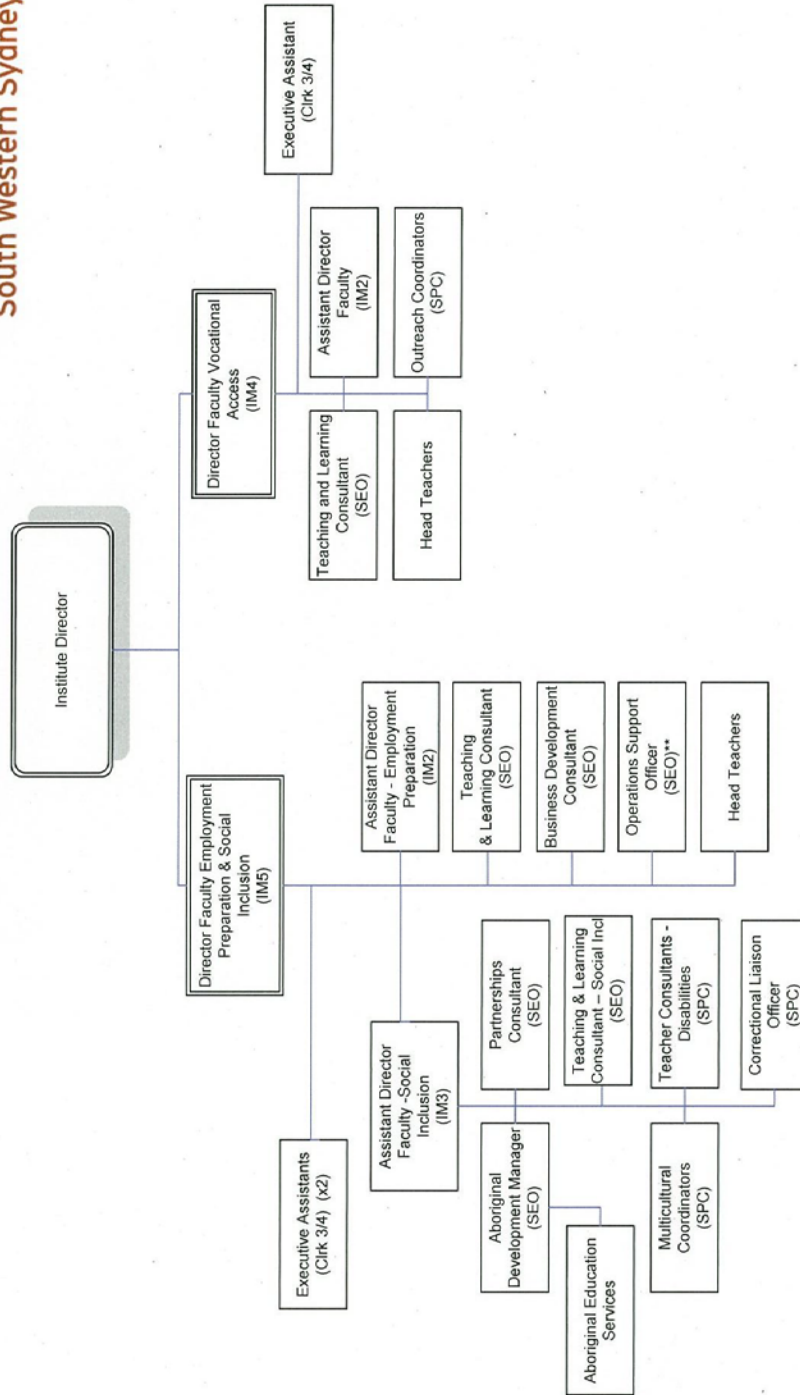 South Western Sydney
Institute Director
Director Faculty Employment
Preparation & Social
Inclusion
(IM5)
Director Faculty Vocational
Access
(IM4)
Executive Assistants
(Clrk 3/4) (x2)
Executive Assistant
(Clrk 3/4)
Assistant Director
Faculty -Social
Inclusion
(IM3)
Assistant Director
Faculty - Employment
Preparation
(IM2)
Teaching
& Learning Consultant
(SEO)
Business Development
Consultant
(SEO)
Operations Support
Officer
(SEO)**
Head Teachers
Aboriginal
Development Manager
(SEO)
Partnerships
Consultant
(SEO)
Aboriginal Education
Services
Teaching & Learning
Consultant – Social Incl
(SEO)
Multicultural
Coordinators
(SPC)
Teacher Consultants -
Disabilities
(SPC)
Correctional Liaison
Officer
(SPC)
Teaching and Learning
Consultant
(SEO)
Assistant Director
Faculty
(IM2)
Head Teachers
Outreach Coordinators
(SPC)